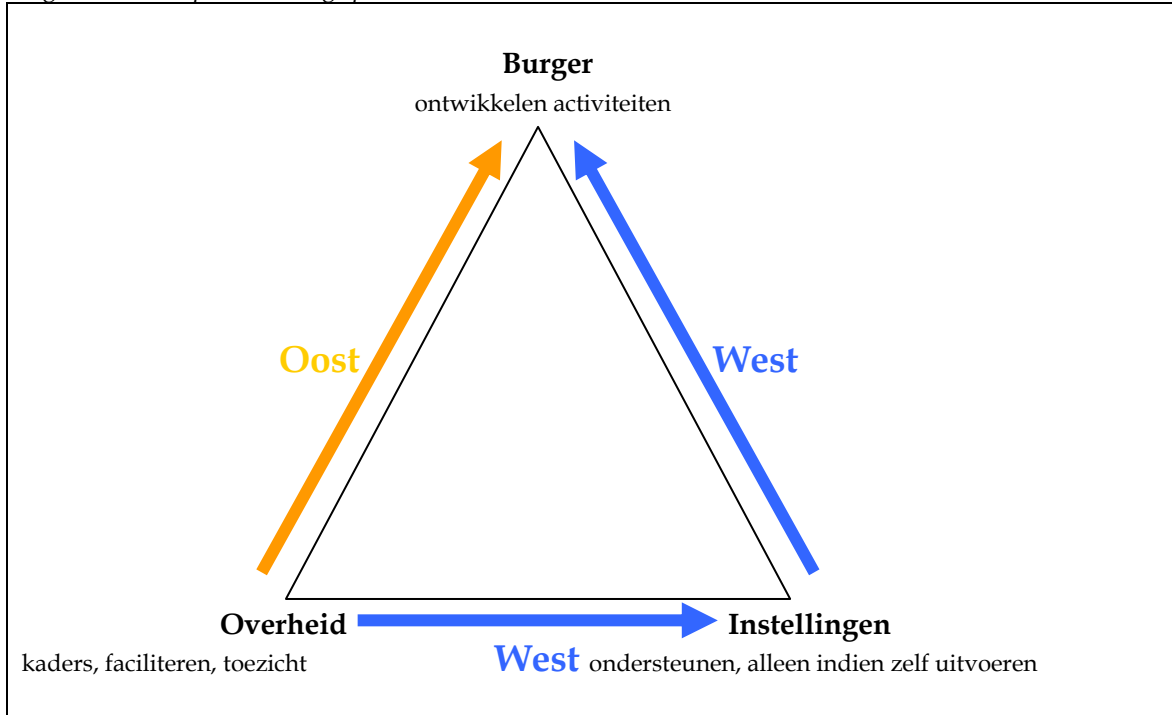 Burger
ontwikkelen activiteiten
Oost
West
Overheid
Instellingen
kaders, faciliteren, toezicht
West ondersteunen, alleen indien zelf uitvoeren